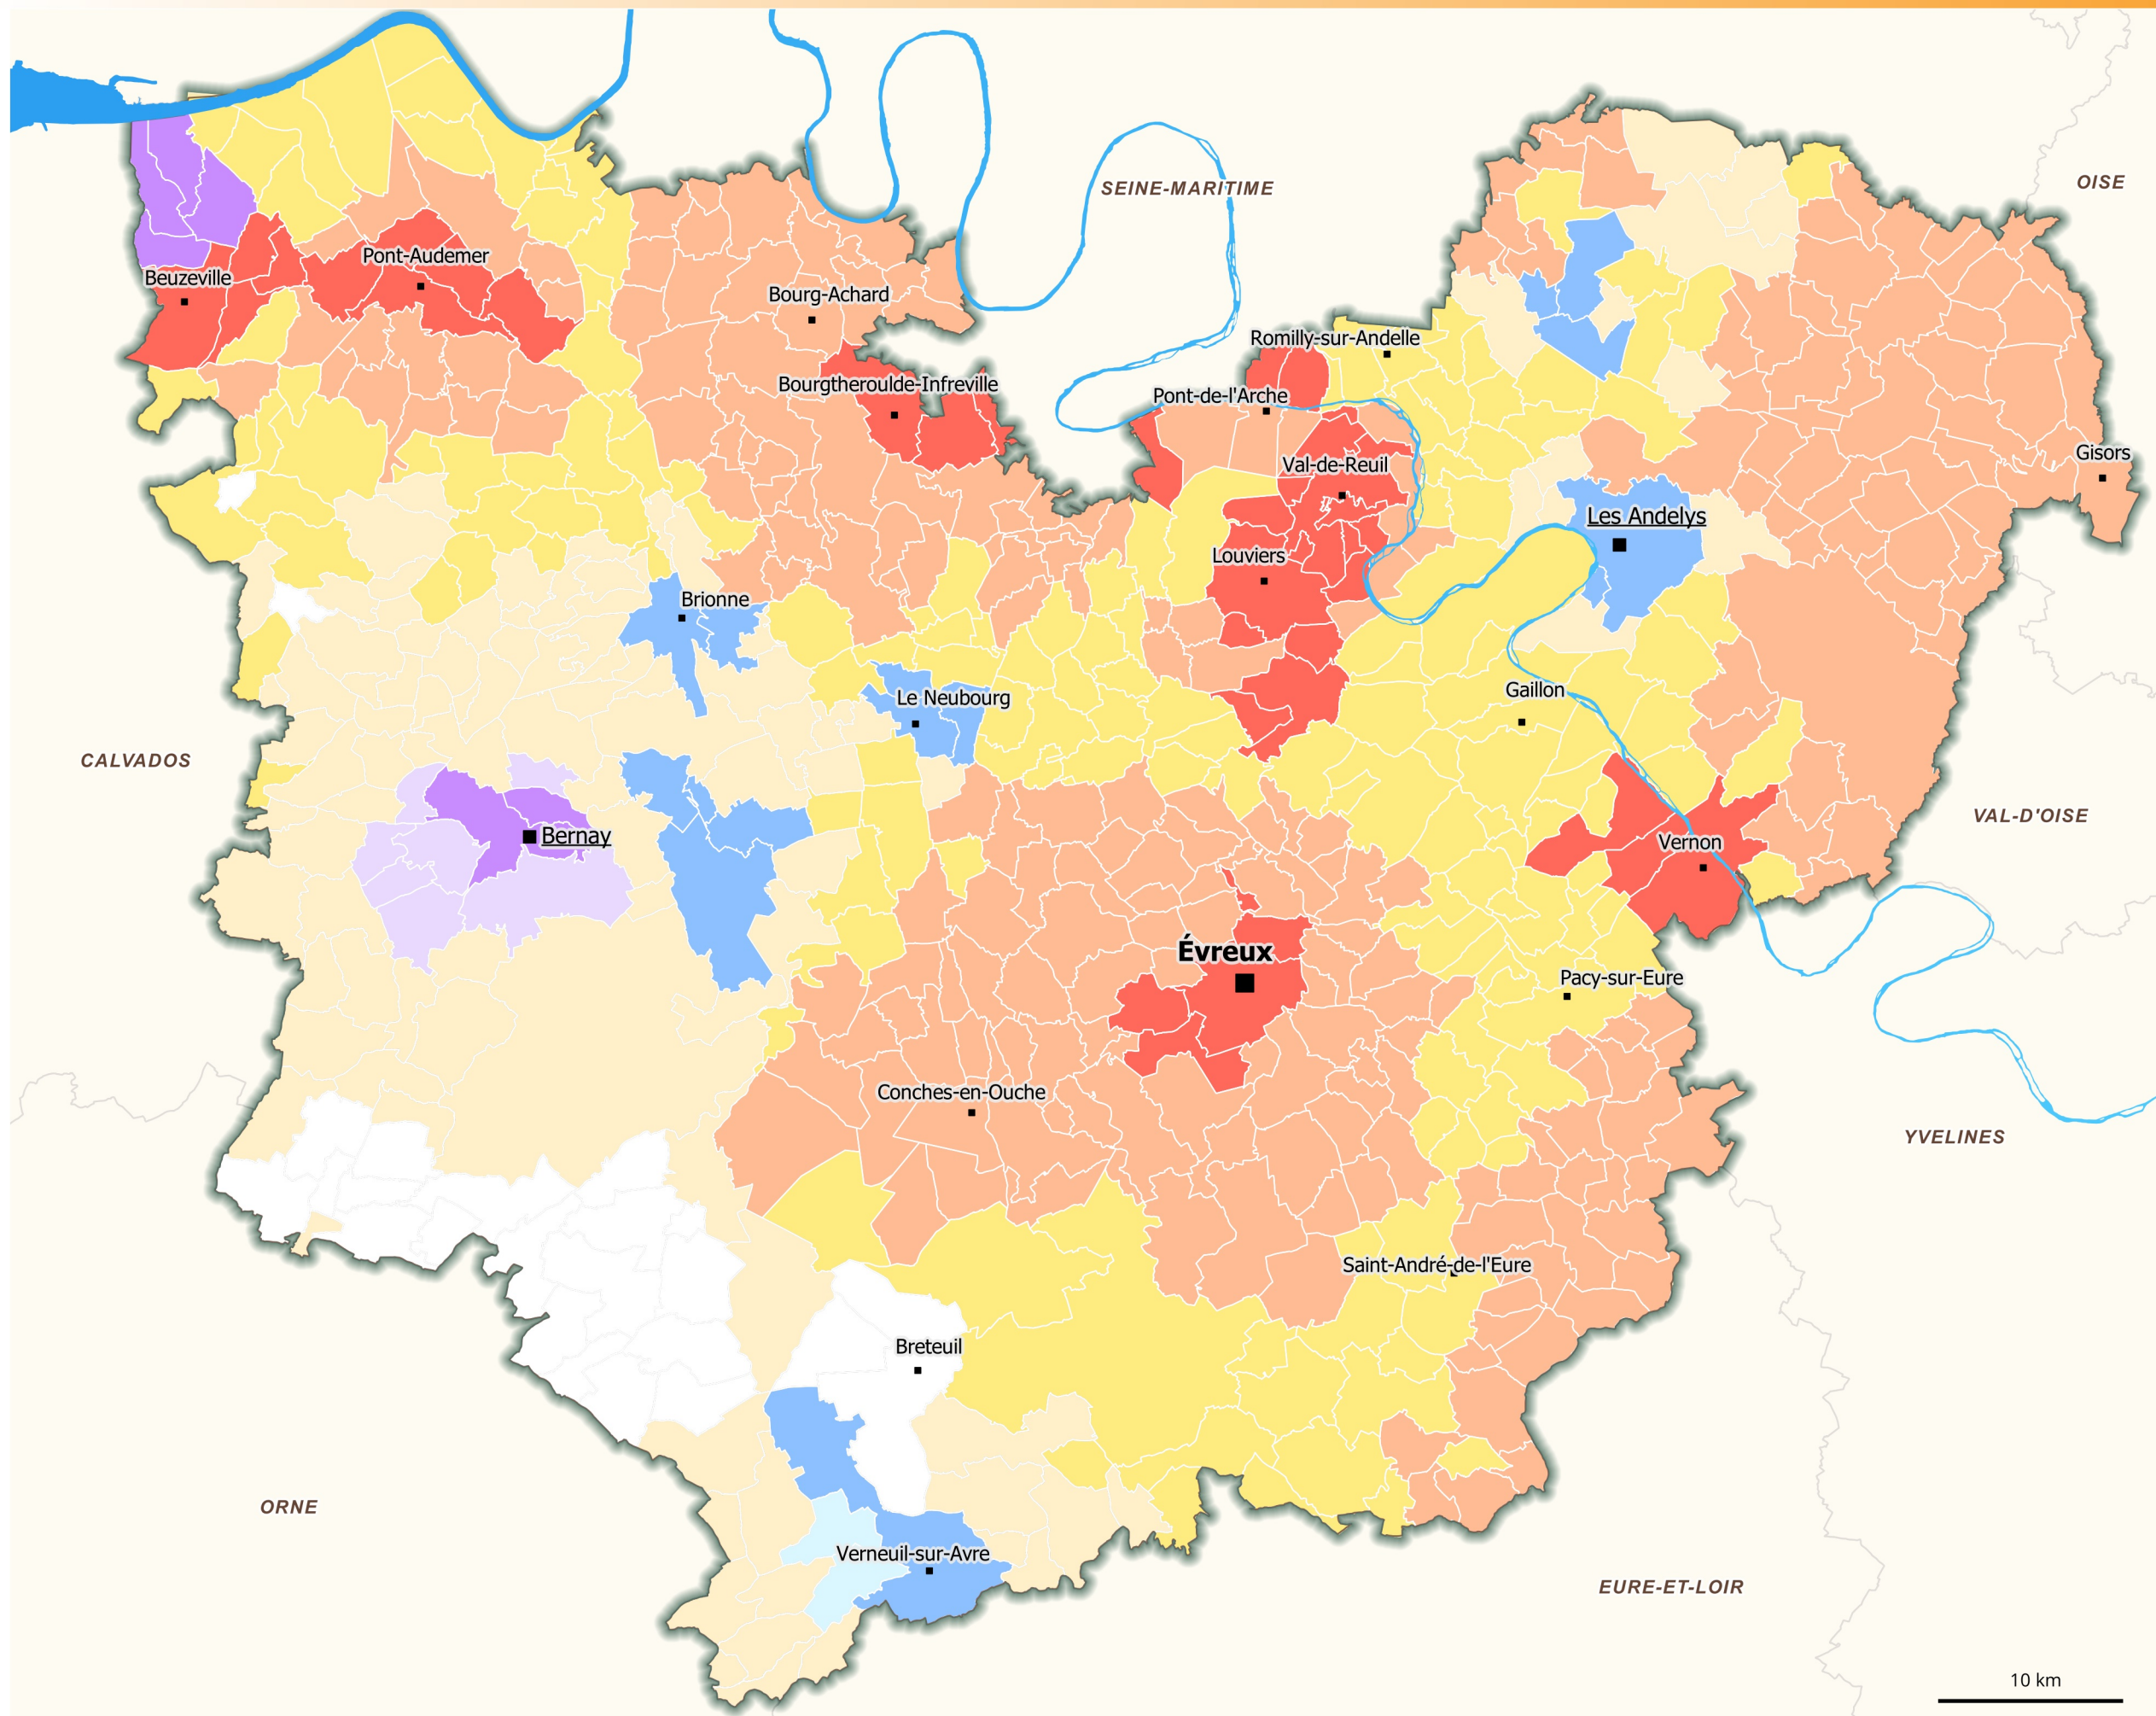 SEINE-MARITIME
OISE
Pont-Audemer
Beuzeville
Bourg-Achard
Romilly-sur-Andelle
Bourgtheroulde-Infreville
Pont-de-l'Arche
Gisors
Val-de-Reuil
Les Andelys
Louviers
Brionne
Gaillon
Le Neubourg
CALVADOS
VAL-D'OISE
Bernay
Vernon
Évreux
Pacy-sur-Eure
Conches-en-Ouche
YVELINES
Saint-André-de-l'Eure
Breteuil
ORNE
Verneuil-sur-Avre
EURE-ET-LOIR
10 km